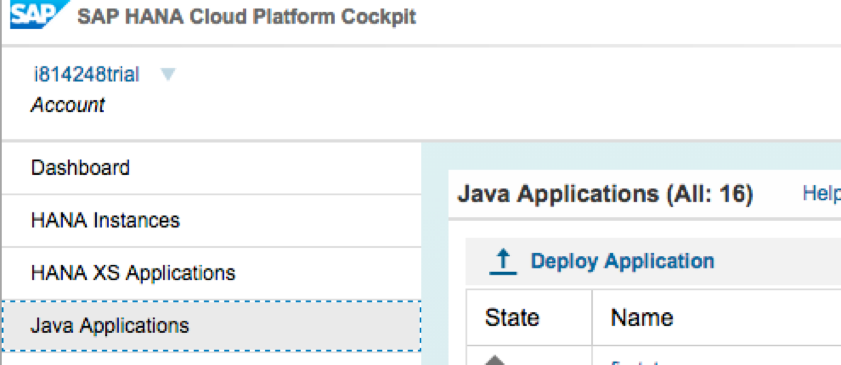 SAP SAP HANA Cloud Platform Cockpit
i814248trial
Account
Dashboard
HANA Instances
HANA XS Applications
Java Applications
Java Applications (All: 16) Help
Deploy Application
State Name